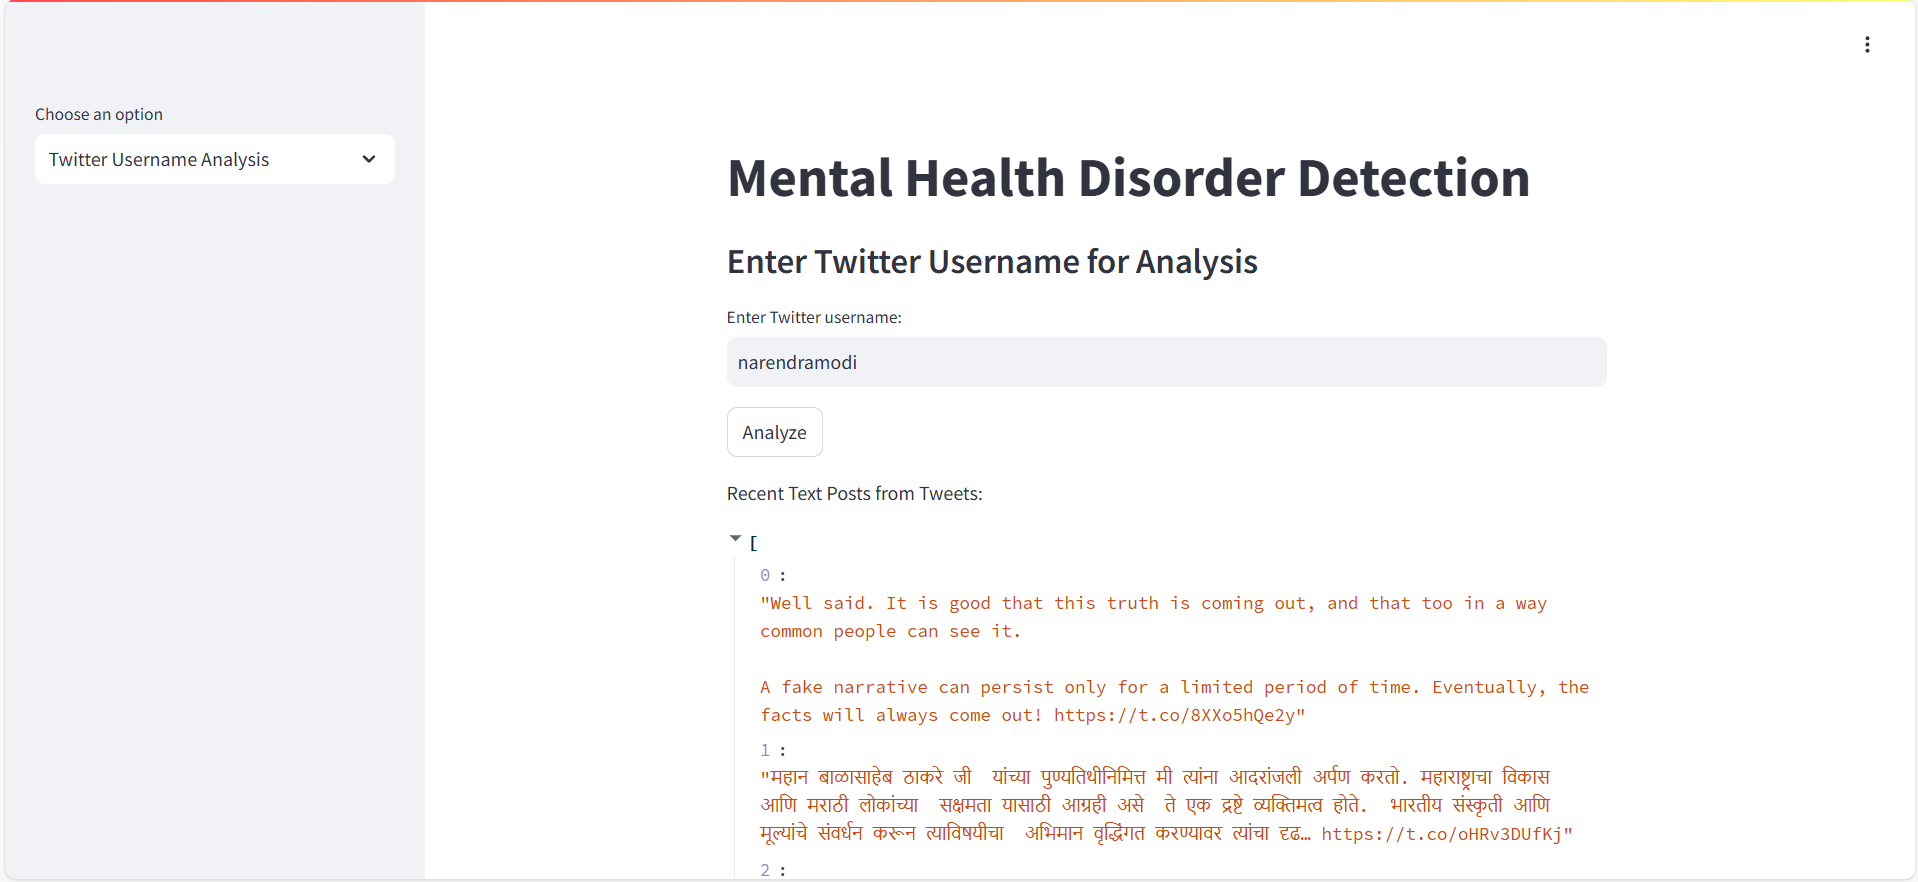 Choose an option
Twitter Username Analysis
Mental Health Disorder Detection
Enter Twitter Username for Analysis
Enter Twitter username:
narendramodi
Analyze
Recent Text Posts from Tweets:
[
0 :
"Well said. It is good that this truth is coming out, and that too in a way
common people can see it.
A fake narrative can persist only for a limited period of time. Eventually, the
facts will always come out! https://t.co/8XXo5hQe2y"
1 :
"महान बाळासाहेब ठाकरे जी  यांच्या पुण्यतिथीनिमित्त मी त्यांना आदरांजली अर्पण करतो. महाराष्ट्राचा विकास
आणि मराठी लोकांच्या  सक्षमता यासाठी आग्रही असे  ते एक द्रष्टे व्यक्तिमत्व होते.  भारतीय संस्कृती आणि
मूल्यांचे संवर्धन करून त्याविषयीचा  अभिमान वृद्धिंगत करण्यावर त्यांचा दृढ… https://t.co/oHRv3DUfKj"
2 :